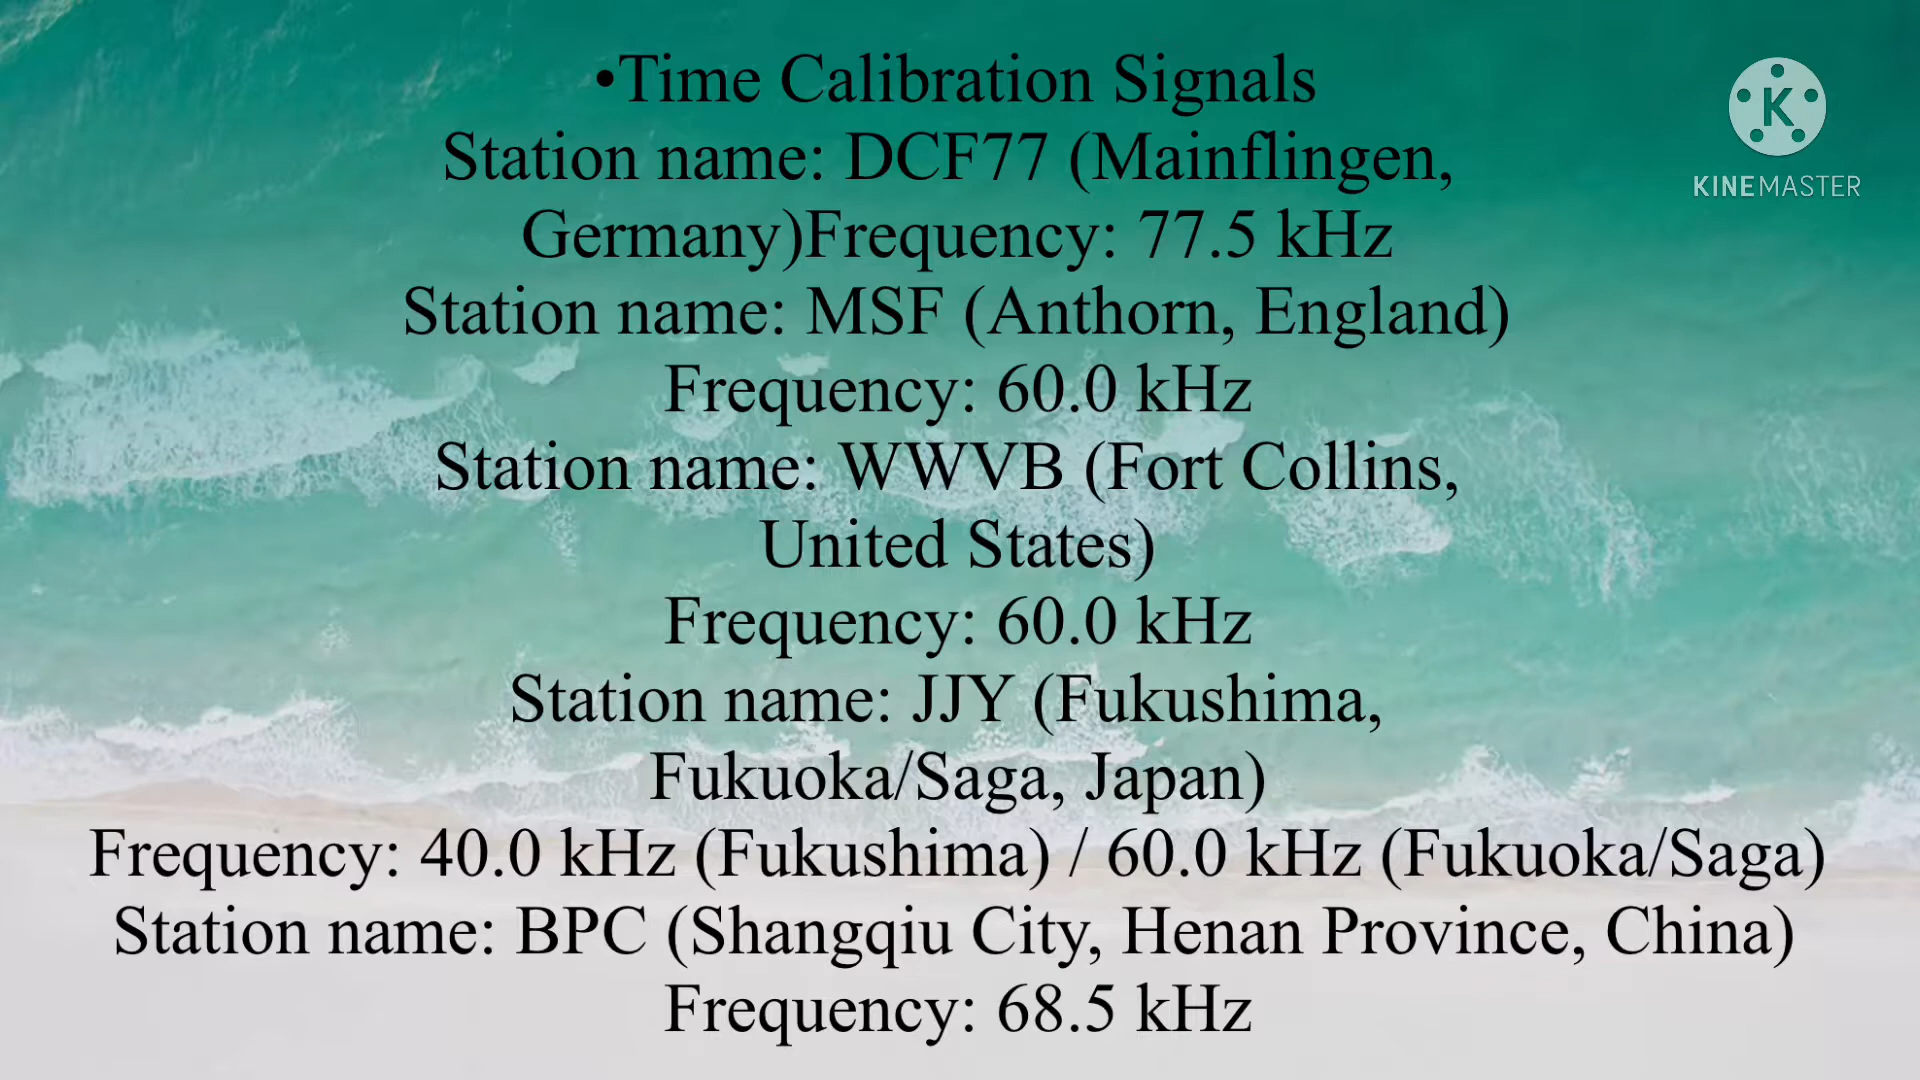 •Time Calibration Signals
Station name: DCF77 (Mainflingen,
Germany)Frequency: 77.5 kHz
Station name: MSF (Anthorn, England)
Frequency: 60.0 kHz
Station name: WWVB (Fort Collins,
United States)
Frequency: 60.0 kHz
Station name: JJY (Fukushima,
Fukuoka/Saga, Japan)
Frequency: 40.0 kHz (Fukushima) / 60.0 kHz (Fukuoka/Saga)
Station name: BPC (Shangqiu City, Henan Province, China)
Frequency: 68.5 kHz
K
KINEMASTER